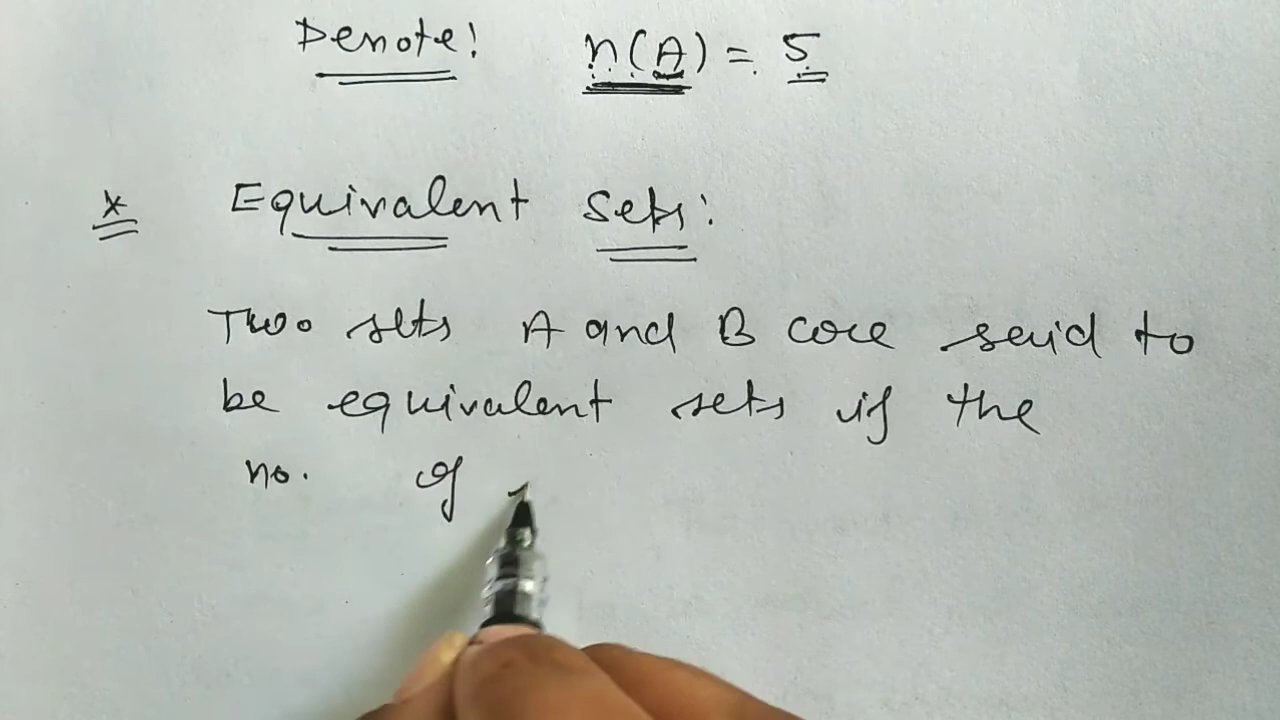 Denote: n(A) = 5
* Equivalent Sets:
Two sets A and B are said to
be equivalent sets if the
no. of